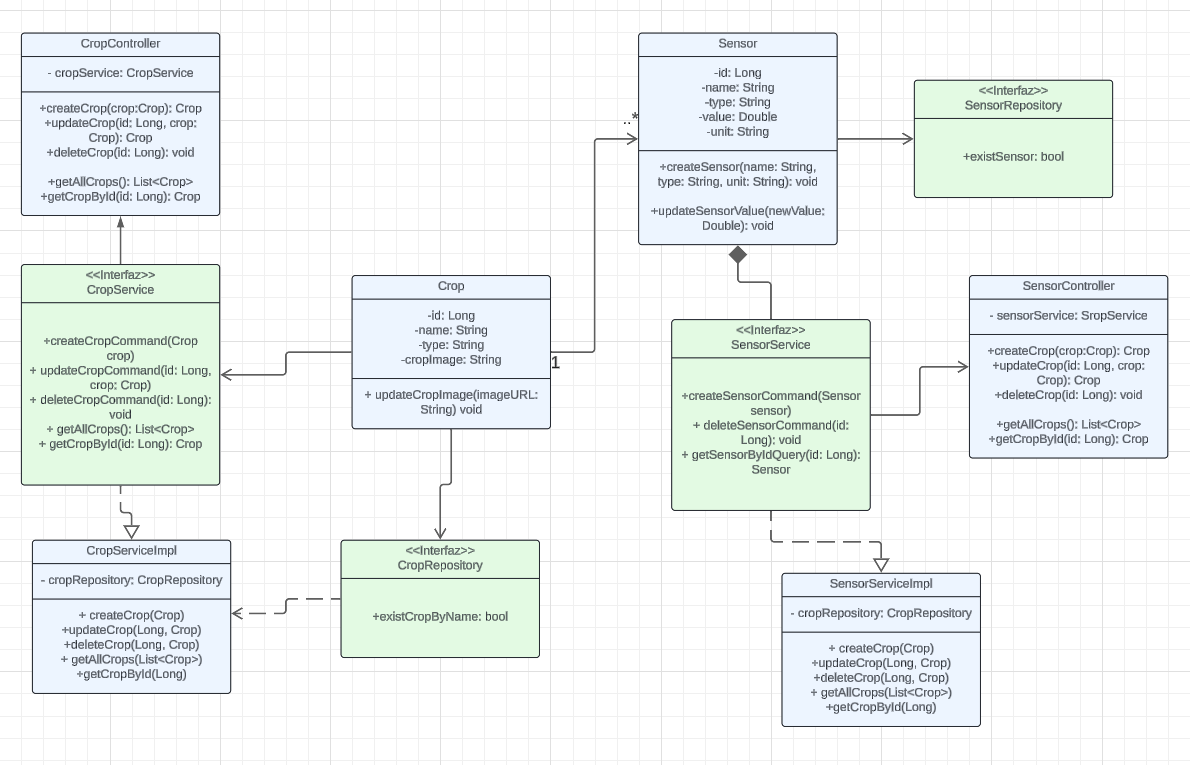 CropController
- cropService: CropService
+createCrop(crop:Crop): Crop
+updateCrop(id: Long, crop:
Crop): Crop
+deleteCrop(id: Long): void
+getAllCrops(): List<Crop>
+getCropById(id: Long): Crop
<<Interfaz>>
CropService
+createCropCommand(Crop
crop)
+ updateCropCommand(id: Long,
crop: Crop)
+ deleteCropCommand(id: Long):
void
+ getAllCrops(): List<Crop>
+ getCropById(id: Long): Crop
CropServiceImpl
- cropRepository: CropRepository
+ createCrop(Crop)
+updateCrop(Long, Crop)
+deleteCrop(Long, Crop)
+ getAllCrops(List<Crop>)
+getCropById(Long)
Crop
-id: Long
-name: String
-type: String
-cropImage: String
+ updateCropImage(imageURL:
String) void
1
..*
<<Interfaz>>
CropRepository
+existCropByName: bool
Sensor
-id: Long
-name: String
-type: String
-value: Double
-unit: String
+createSensor(name: String,
type: String, unit: String): void
+updateSensorValue(newValue:
Double): void
<<Interfaz>>
SensorRepository
+existSensor: bool
<<Interfaz>>
SensorService
+createSensorCommand(Sensor
sensor)
+ deleteSensorCommand(id:
Long): void
+ getSensorByIdQuery(id: Long):
Sensor
SensorController
- sensorService: SropService
+createCrop(crop:Crop): Crop
+updateCrop(id: Long, crop:
Crop): Crop
+deleteCrop(id: Long): void
+getAllCrops(): List<Crop>
+getCropById(id: Long): Crop
SensorServiceImpl
- cropRepository: CropRepository
+ createCrop(Crop)
+updateCrop(Long, Crop)
+deleteCrop(Long, Crop)
+ getAllCrops(List<Crop>)
+getCropById(Long)